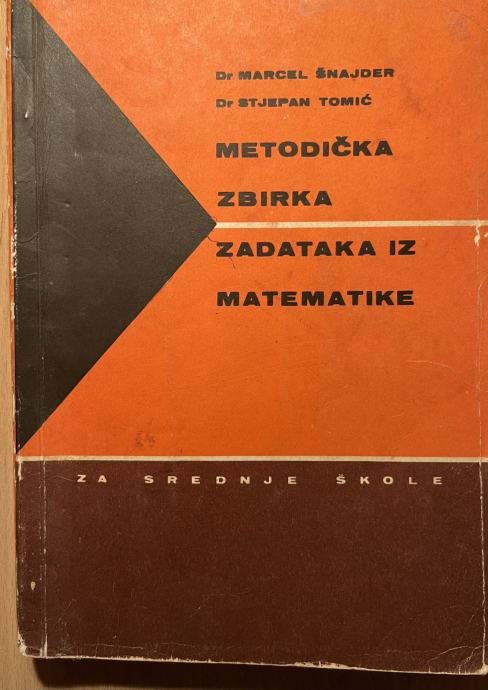 Dr MARCEL ŠNAJDER
Dr STJEPAN TOMIĆ
METODIČKA
ZBIRKA
ZADATAKA IZ
MATEMATIKE
ZA SREDNJE ŠKOLE